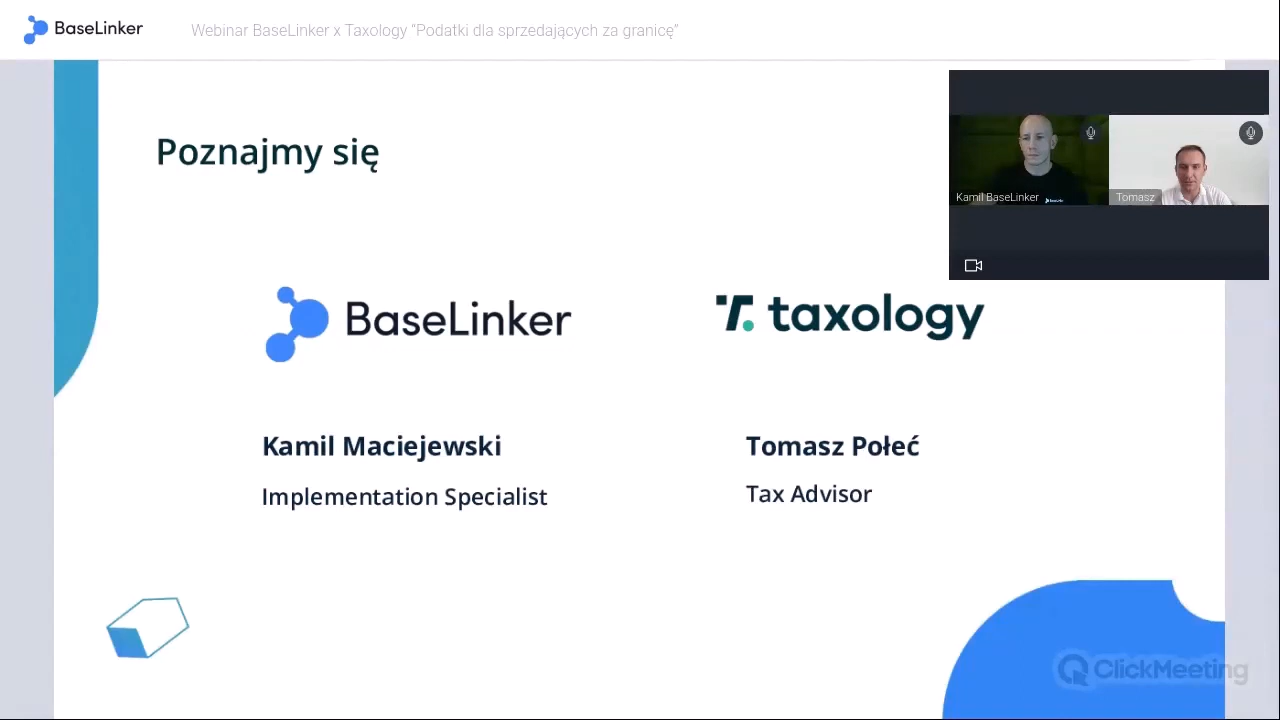 BaseLinker
Webinar BaseLinker x Taxology “Podatki dla sprzedających za granicę”
Poznajmy się
Kamil BaseLinker
Tomasz
BaseLinker
taxology
Kamil Maciejewski
Implementation Specialist
Tomasz Połeć
Tax Advisor
ClickMeeting